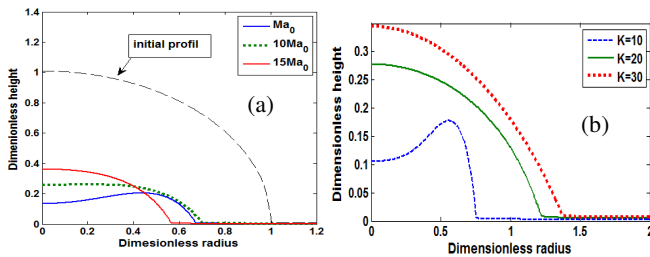 1.4
1.2
1
0.8
0.6
0.4
0.2
0
Dimensionless height
initial profil
Ma0
10Ma0
15Ma0
(a)
0 0.2 0.4 0.6 0.8 1 1.2
Dimesionless radius
0.3
0.25
0.2
0.15
0.1
0.05
0
Dimensionless height
K=10
K=20
K=30
(b)
0 0.5 1 1.5 2
Dimensionless radius